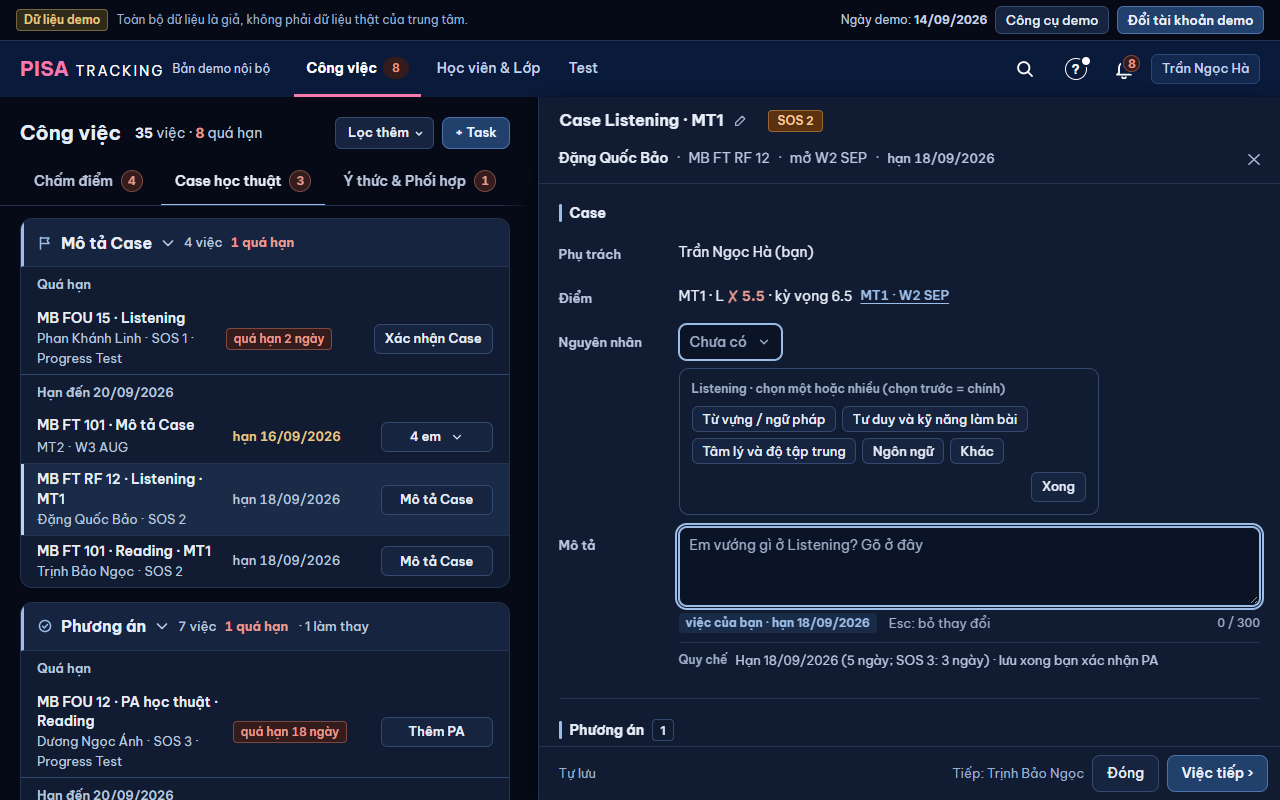 Dữ liệu demo Toàn bộ dữ liệu là giả, không phải dữ liệu thật của trung tâm. Ngày demo: 14/09/2026 Công cụ demo Đổi tài khoản demo
PISA TRACKING Bản demo nội bộ Công việc 8 Học viên & Lớp Test ? 8 Trần Ngọc Hà
Công việc 35 việc · 8 quá hạn Lọc thêm + Task
Chấm điểm 4 Case học thuật 3 Ý thức & Phối hợp 1
Mô tả Case 4 việc 1 quá hạn
Quá hạn
MB FOU 15 · Listening
Phan Khánh Linh · SOS 1 ·
Progress Test
quá hạn 2 ngày
Xác nhận Case
Hạn đến 20/09/2026
MB FT 101 · Mô tả Case
MT2 · W3 AUG
hạn 16/09/2026
4 em
MB FT RF 12 · Listening ·
MT1
Đặng Quốc Bảo · SOS 2
hạn 18/09/2026
Mô tả Case
MB FT 101 · Reading · MT1
Trịnh Bảo Ngọc · SOS 2
hạn 18/09/2026
Mô tả Case
Phương án 7 việc 1 quá hạn · 1 làm thay
Quá hạn
MB FOU 12 · PA học thuật ·
Reading
Dương Ngọc Ánh · SOS 3 ·
Progress Test
quá hạn 18 ngày
Thêm PA
Hạn đến 20/09/2026
Case Listening · MT1 SOS 2
Đặng Quốc Bảo · MB FT RF 12 · mở W2 SEP · hạn 18/09/2026
Case
Phụ trách Trần Ngọc Hà (bạn)
Điểm MT1 · L ✗ 5.5 · kỳ vọng 6.5 MT1 · W2 SEP
Nguyên nhân Chưa có
Listening · chọn một hoặc nhiều (chọn trước = chính)
Từ vựng / ngữ pháp Tư duy và kỹ năng làm bài
Tâm lý và độ tập trung Ngôn ngữ Khác
Xong
Mô tả Em vướng gì ở Listening? Gõ ở đây
việc của bạn · hạn 18/09/2026 Esc: bỏ thay đổi 0 / 300
Quy chế Hạn 18/09/2026 (5 ngày; SOS 3: 3 ngày) · lưu xong bạn xác nhận PA
Phương án 1
Tự lưu Tiếp: Trịnh Bảo Ngọc Đóng Việc tiếp ›